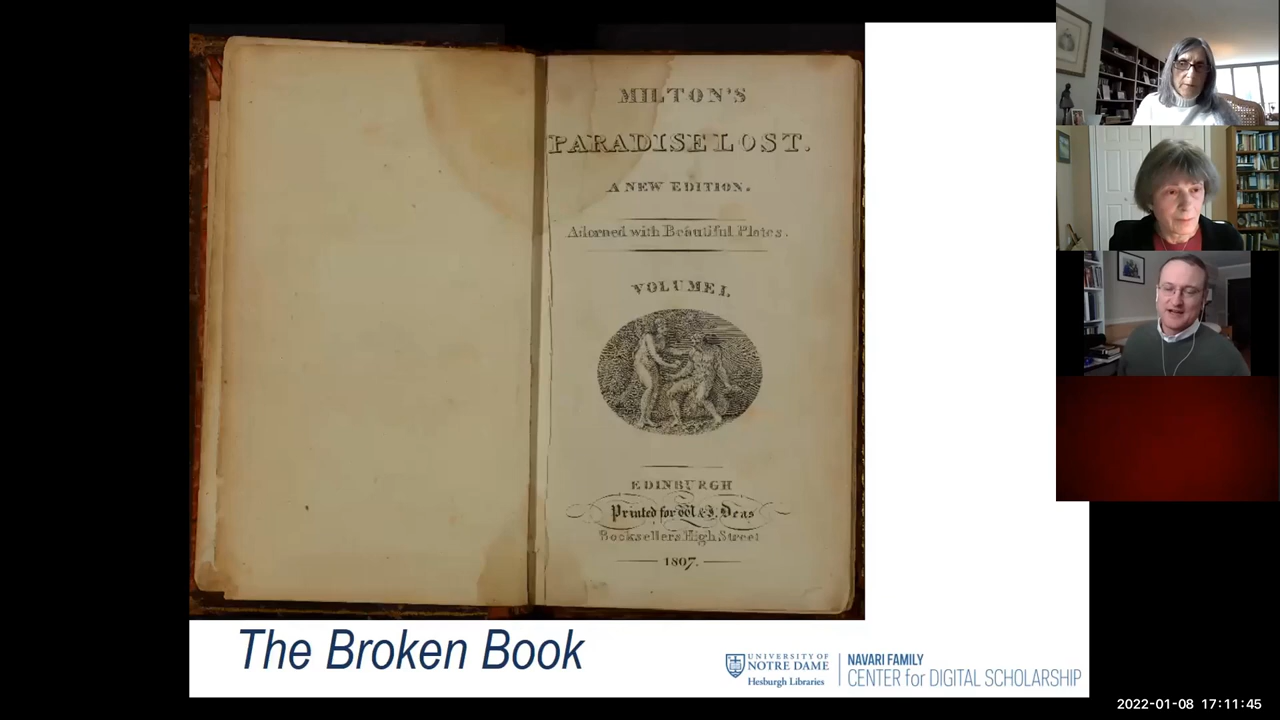 MILTON'S
PARADISE LOST.
A NEW EDITION.
Adorned with Beautiful Plates.
VOLUME I.
EDINBURGH
Printed for W & J. Deas
Booksellers High Street
1807.
The Broken Book
UNIVERSITY OF
NOTRE DAME
Hesburgh Libraries
NAVARI FAMILY
CENTER for DIGITAL SCHOLARSHIP
2022-01-08 17:11:45